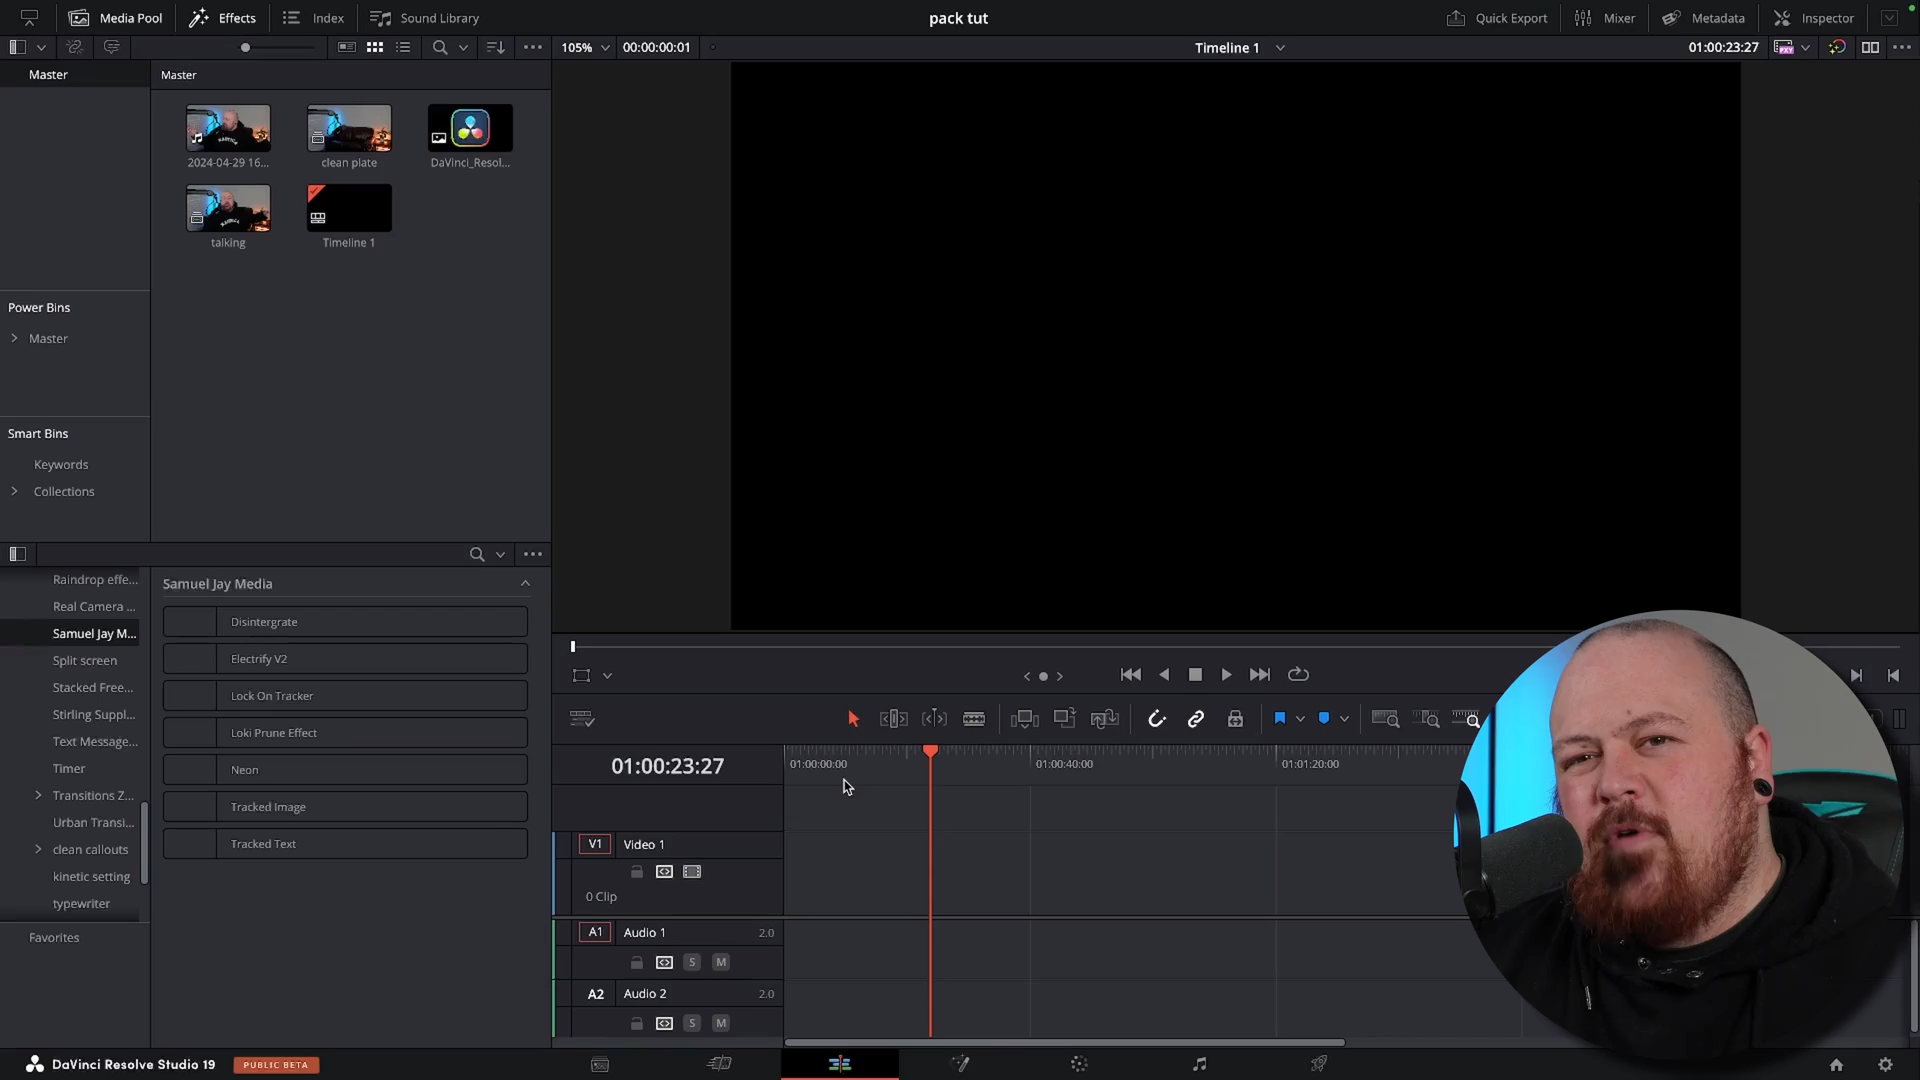 Media Pool
Effects
Index
Sound Library
pack tut
Quick Export
Mixer
Metadata
Inspector
105%
00:00:00:01
Timeline 1
01:00:23:27
Master
Master
2024-04-29 16...
clean plate
DaVinci_Resol...
talking
Timeline 1
Power Bins
Master
Smart Bins
Keywords
Collections
Raindrop effe...
Real Camera ...
Samuel Jay M...
Split screen
Stacked Free...
Stirling Suppl...
Text Message...
Timer
Transitions Z...
Urban Transi...
clean callouts
kinetic setting
typewriter
Favorites
Samuel Jay Media
Disintergrate
Electrify V2
Lock On Tracker
Loki Prune Effect
Neon
Tracked Image
Tracked Text
01:00:23:27
01:00:00:00
01:00:40:00
01:01:20:00
V1
Video 1
0 Clip
A1
Audio 1
2.0
S
M
A2
Audio 2
2.0
S
M
DaVinci Resolve Studio 19
PUBLIC BETA